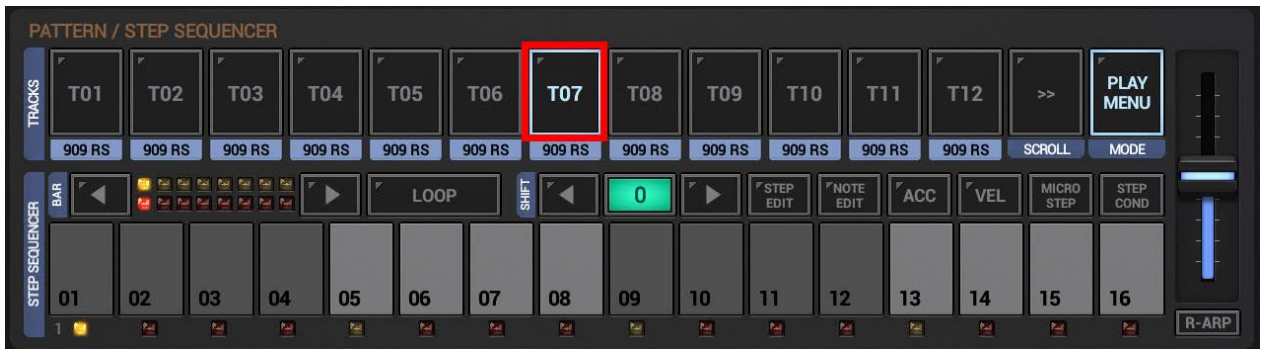 PATTERN / STEP SEQUENCER
TRACKS
T01 T02 T03 T04 T05 T06 T07 T08 T09 T10 T11 T12 >> PLAY MENU
909 RS 909 RS 909 RS 909 RS 909 RS 909 RS 909 RS 909 RS 909 RS 909 RS 909 RS 909 RS SCROLL MODE
STEP SEQUENCER
BAR LOOP SHIFT 0 STEP EDIT NOTE EDIT ACC VEL MICRO STEP STEP COND
01 02 03 04 05 06 07 08 09 10 11 12 13 14 15 16
1 R-ARP